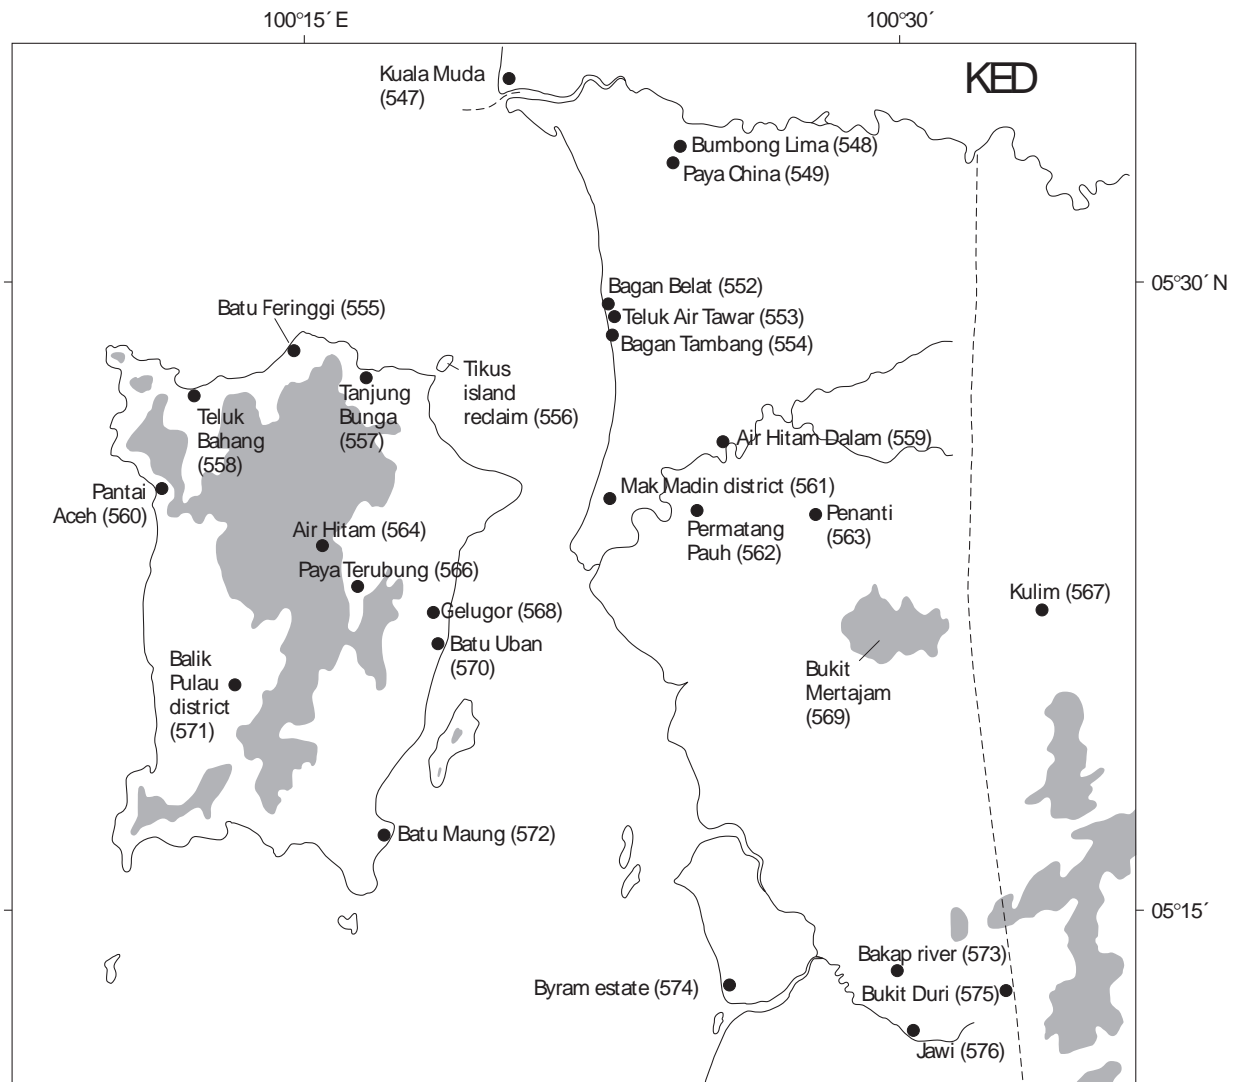 100°15´ E
100°30´
Kuala Muda
(547)
KED
Bumbong Lima (548)
Paya China (549)
05°30´ N
Bagan Belat (552)
Teluk Air Tawar (553)
Bagan Tambang (554)
Batu Feringgi (555)
Tikus
island
reclaim (556)
Tanjung
Bunga
(557)
Teluk
Bahang
(558)
Air Hitam Dalam (559)
Pantai
Aceh (560)
Mak Madin district (561)
Permatang
Pauh (562)
Penanti
(563)
Air Hitam (564)
Paya Terubung (566)
Kulim (567)
Gelugor (568)
Bukit
Mertajam
(569)
Batu Uban
(570)
Balik
Pulau
district
(571)
Batu Maung (572)
05°15´
Bakap river (573)
Byram estate (574)
Bukit Duri (575)
Jawi (576)